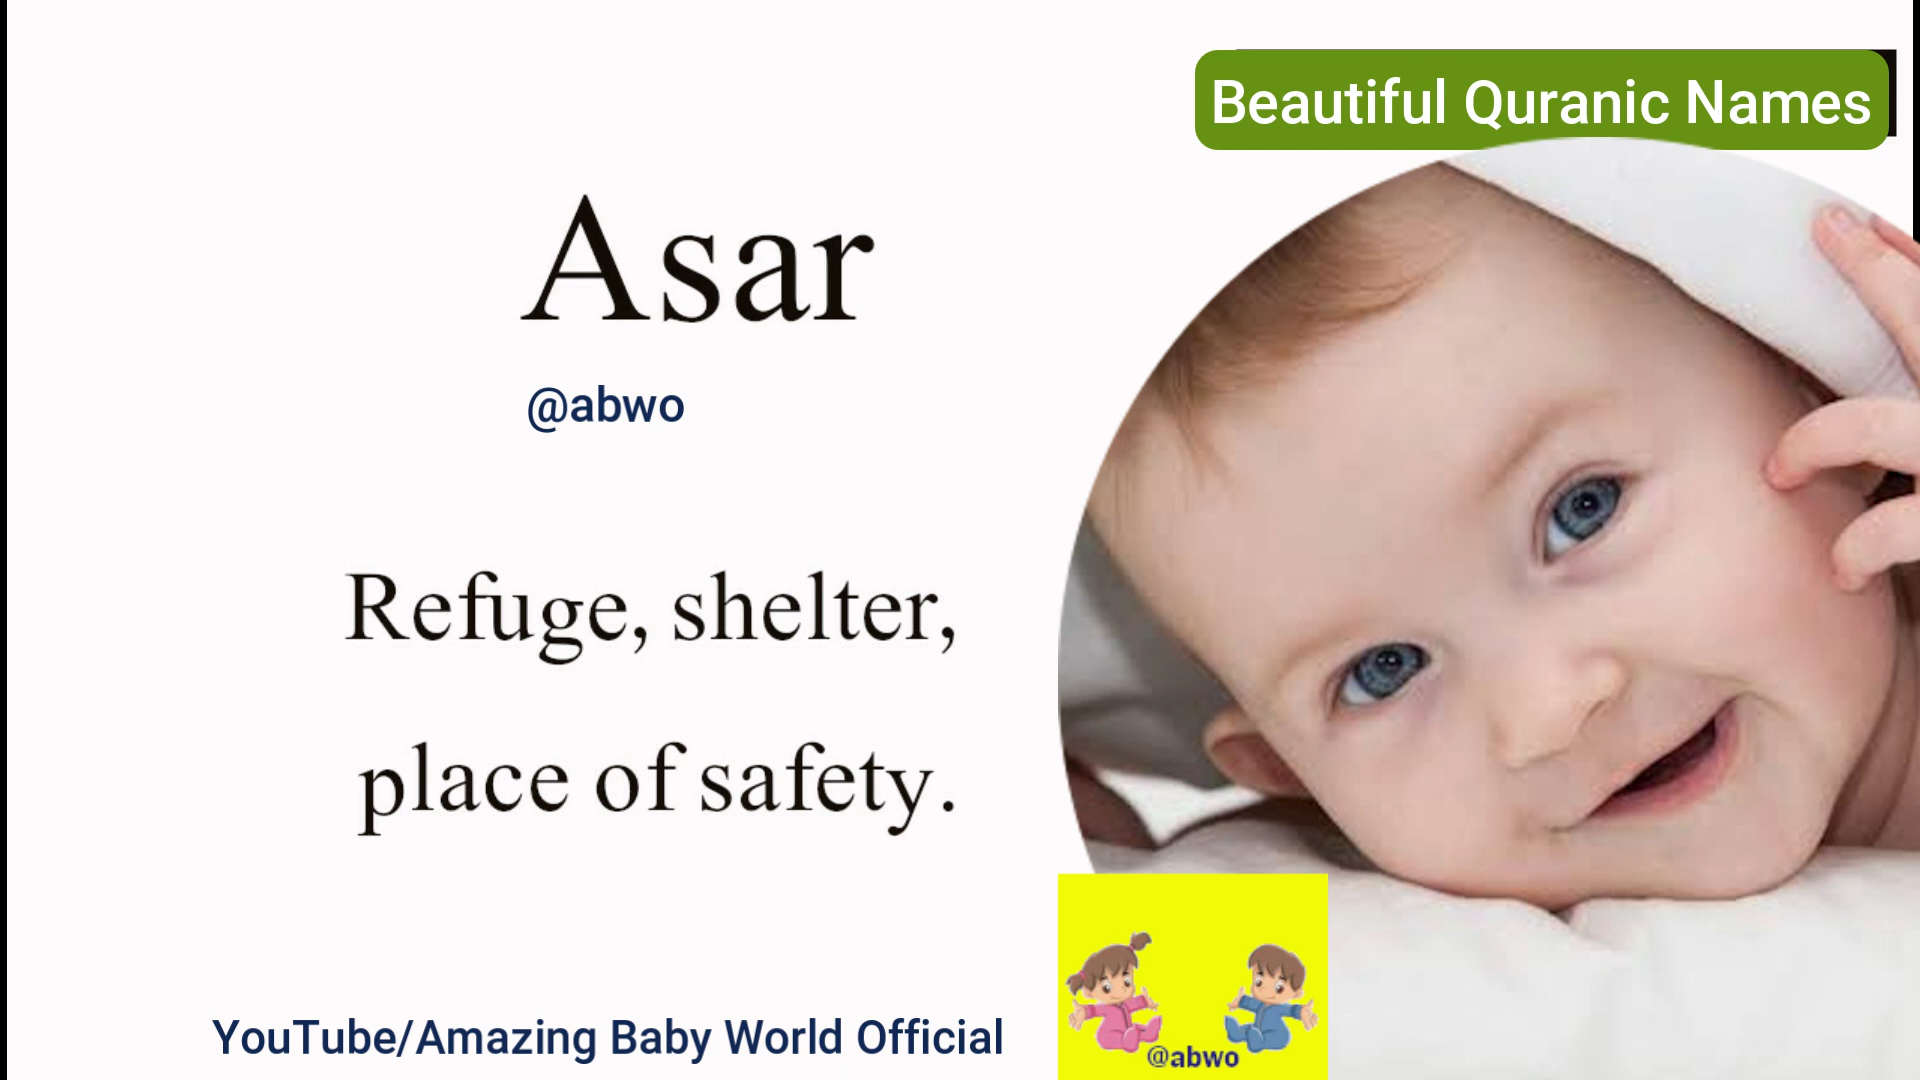 Beautiful Quranic Names
Asar
@abwo
Refuge, shelter,
place of safety.
YouTube/Amazing Baby World Official
@abwo